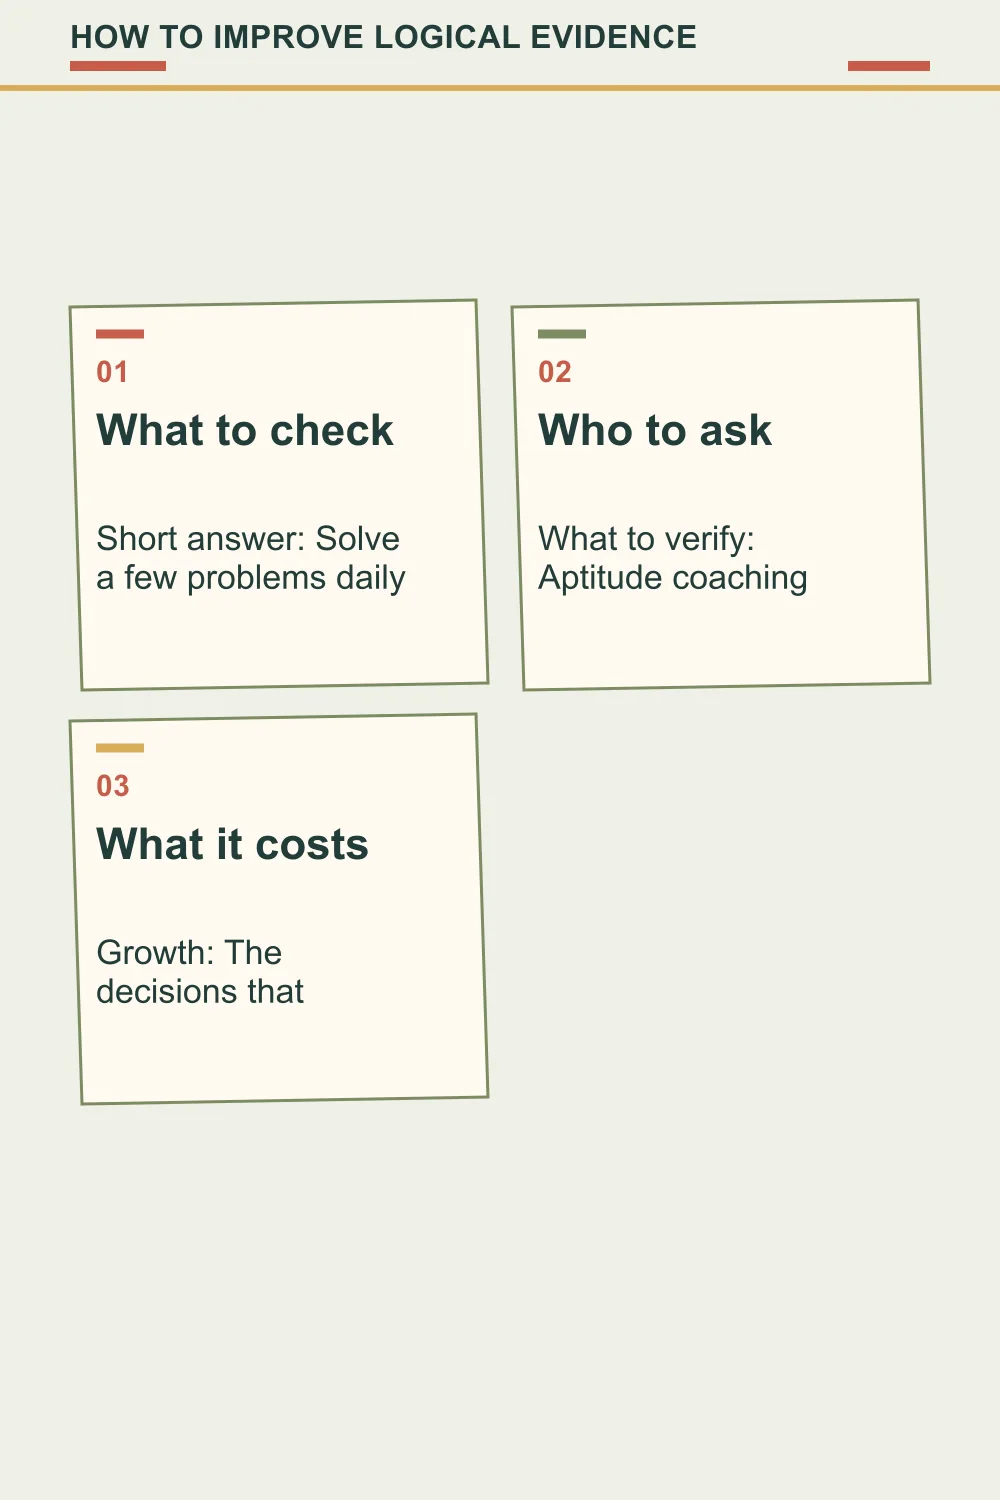 HOW TO IMPROVE LOGICAL EVIDENCE
01
What to check
Short answer: Solve
a few problems daily
02
Who to ask
What to verify:
Aptitude coaching
03
What it costs
Growth: The
decisions that